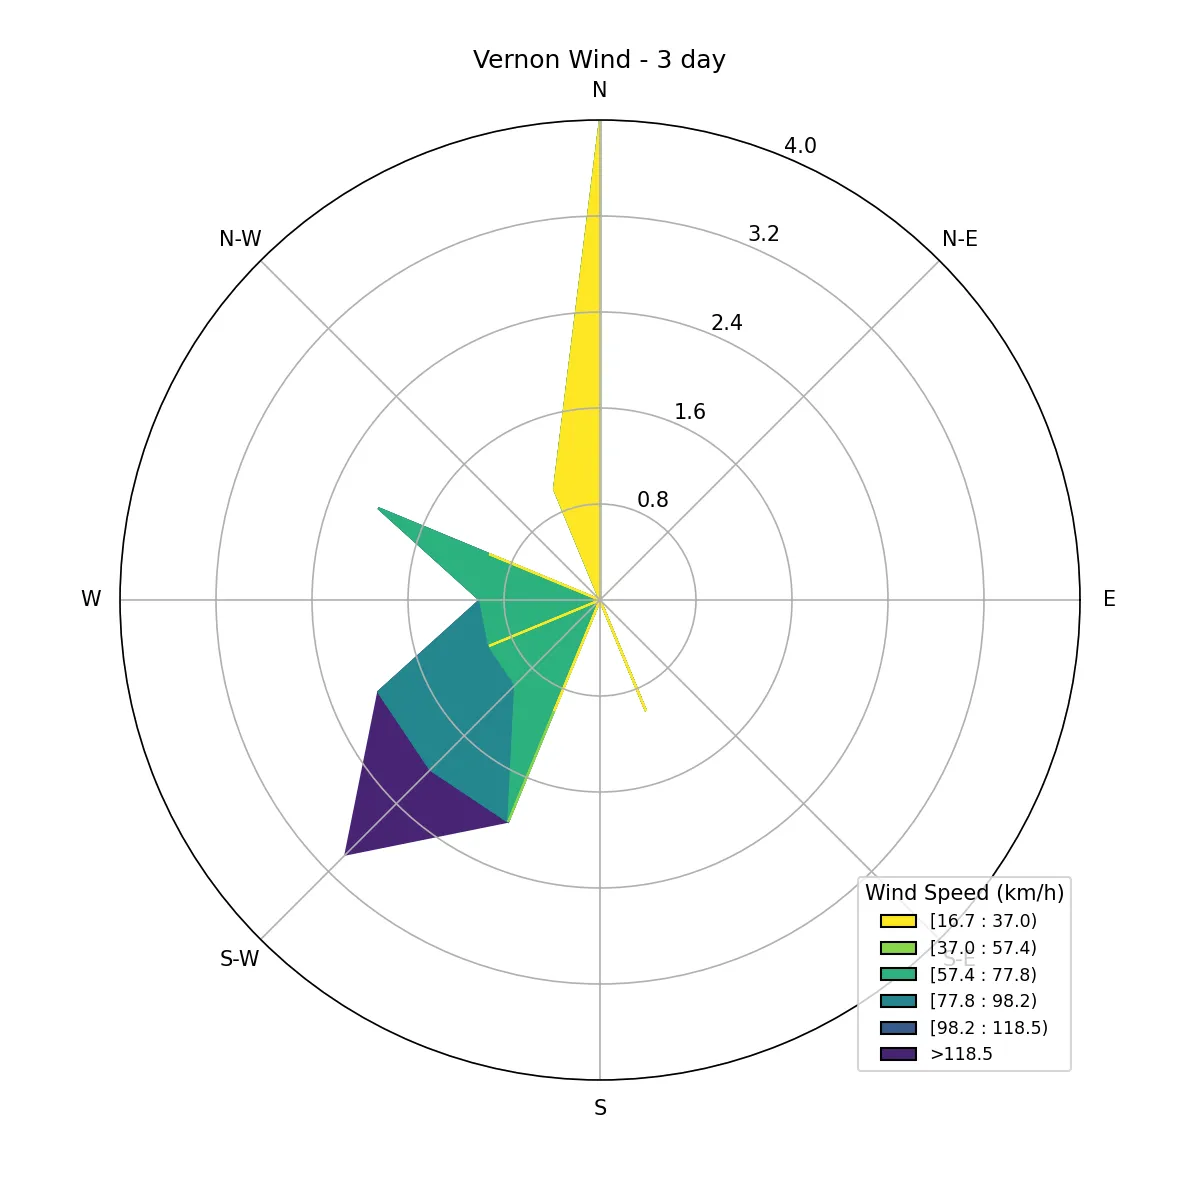 Vernon Wind - 3 day
N
4.0
N-W
N-E
3.2
2.4
1.6
0.8
W
E
S-W
S-E
S
Wind Speed (km/h)
[16.7 : 37.0)
[37.0 : 57.4)
[57.4 : 77.8)
[77.8 : 98.2)
[98.2 : 118.5)
>118.5